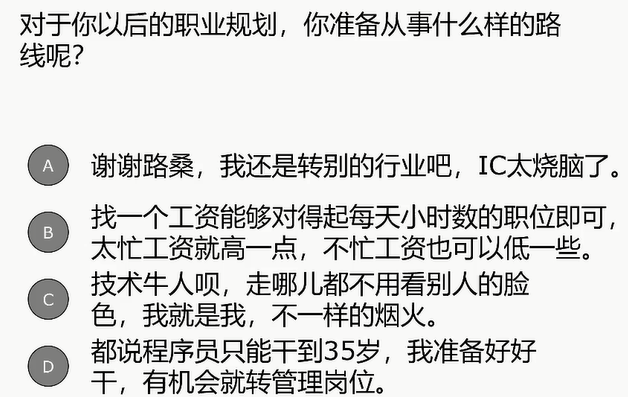 对于你以后的职业规划，你准备从事什么样的路
线呢？
A 谢谢路桑，我还是转别的行业吧，IC太烧脑了。
B 找一个工资能够对得起每天小时数的职位即可，
太忙工资就高一点，不忙工资也可以低一些。
C 技术牛人呗，走哪儿都不用看别人的脸
色，我就是我，不一样的烟火。
D 都说程序员只能干到35岁，我准备好好
干，有机会就转管理岗位。